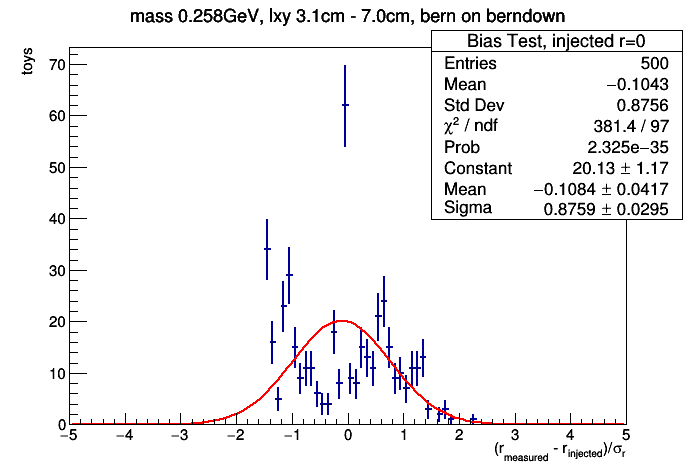 mass 0.258GeV, lxy 3.1cm - 7.0cm, bern on berndown
Bias Test, injected r=0
Entries 500
Mean −0.1043
Std Dev 0.8756
χ² / ndf 381.4 / 97
Prob 2.325e−35
Constant 20.13 ± 1.17
Mean −0.1084 ± 0.0417
Sigma 0.8759 ± 0.0295
toys
70
60
50
40
30
20
10
0
−5 −4 −3 −2 −1 0 1 2 3 4 5
(r_measured - r_injected)/σ_r